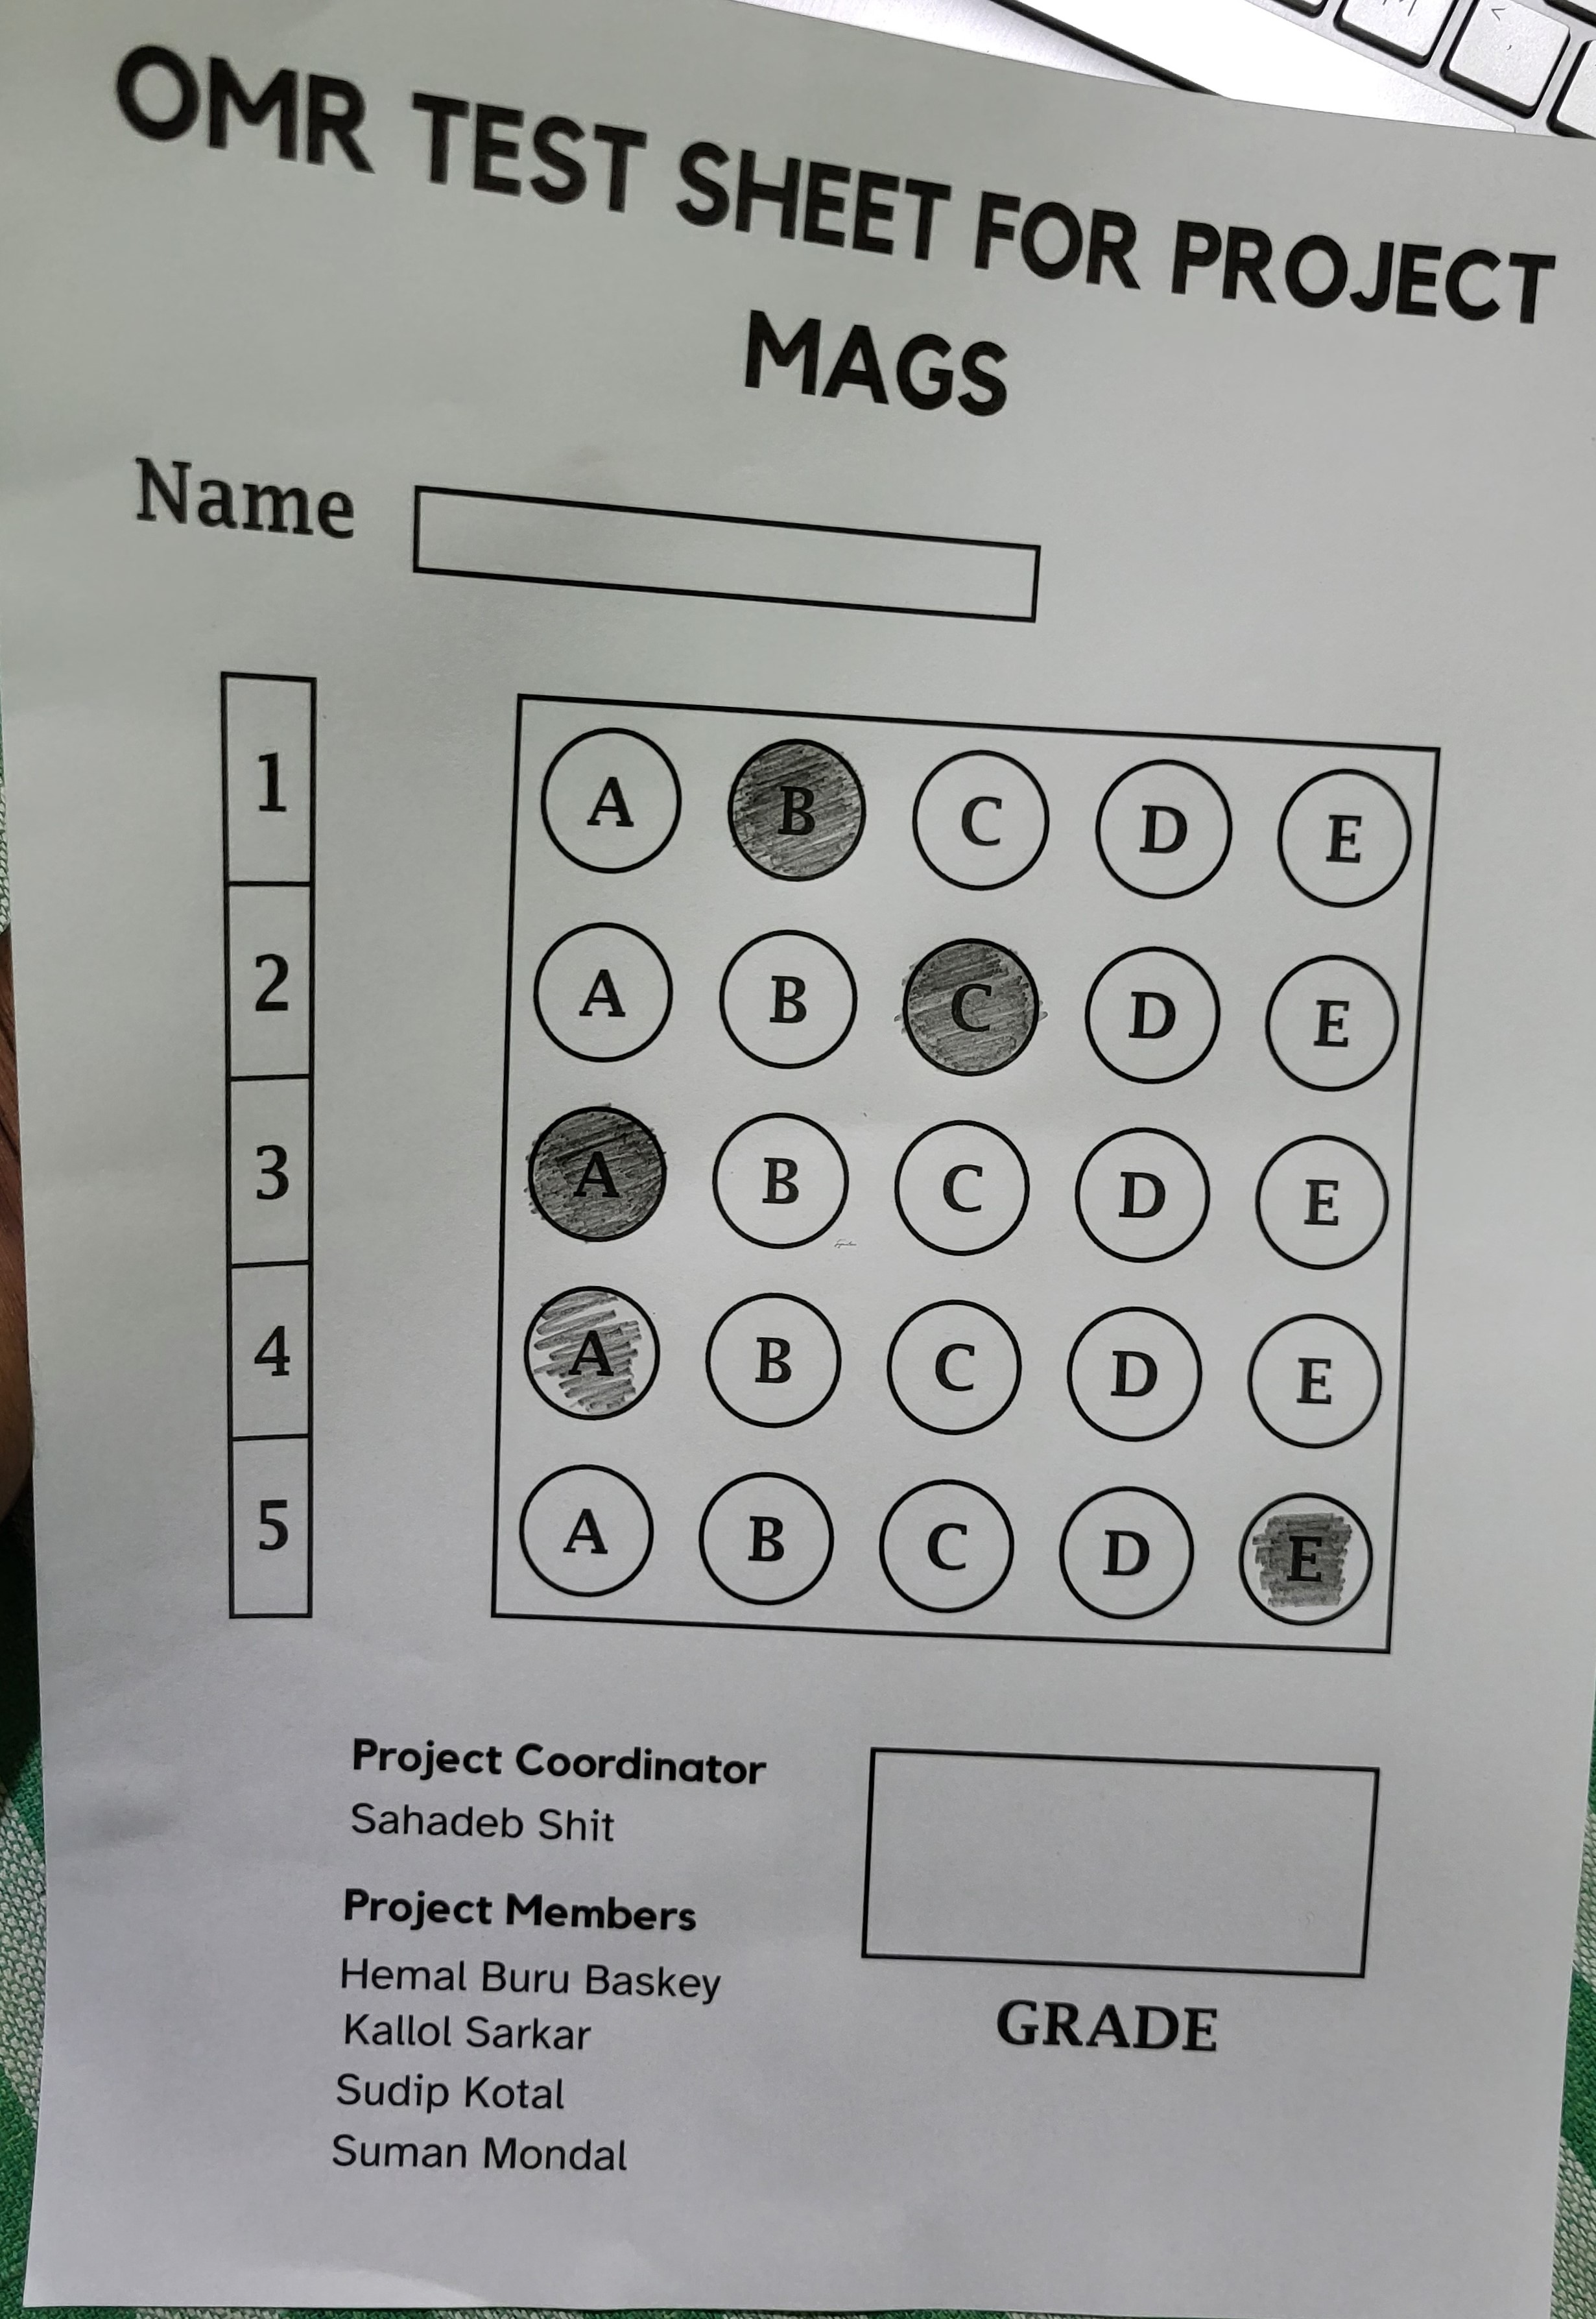 OMR TEST SHEET FOR PROJECT
MAGS
Name
1 A B C D E
2 A B C D E
3 A B C D E
4 A B C D E
5 A B C D E
Project Coordinator
Sahadeb Shit
Project Members
Hemal Buru Baskey
Kallol Sarkar
Sudip Kotal
Suman Mondal
GRADE